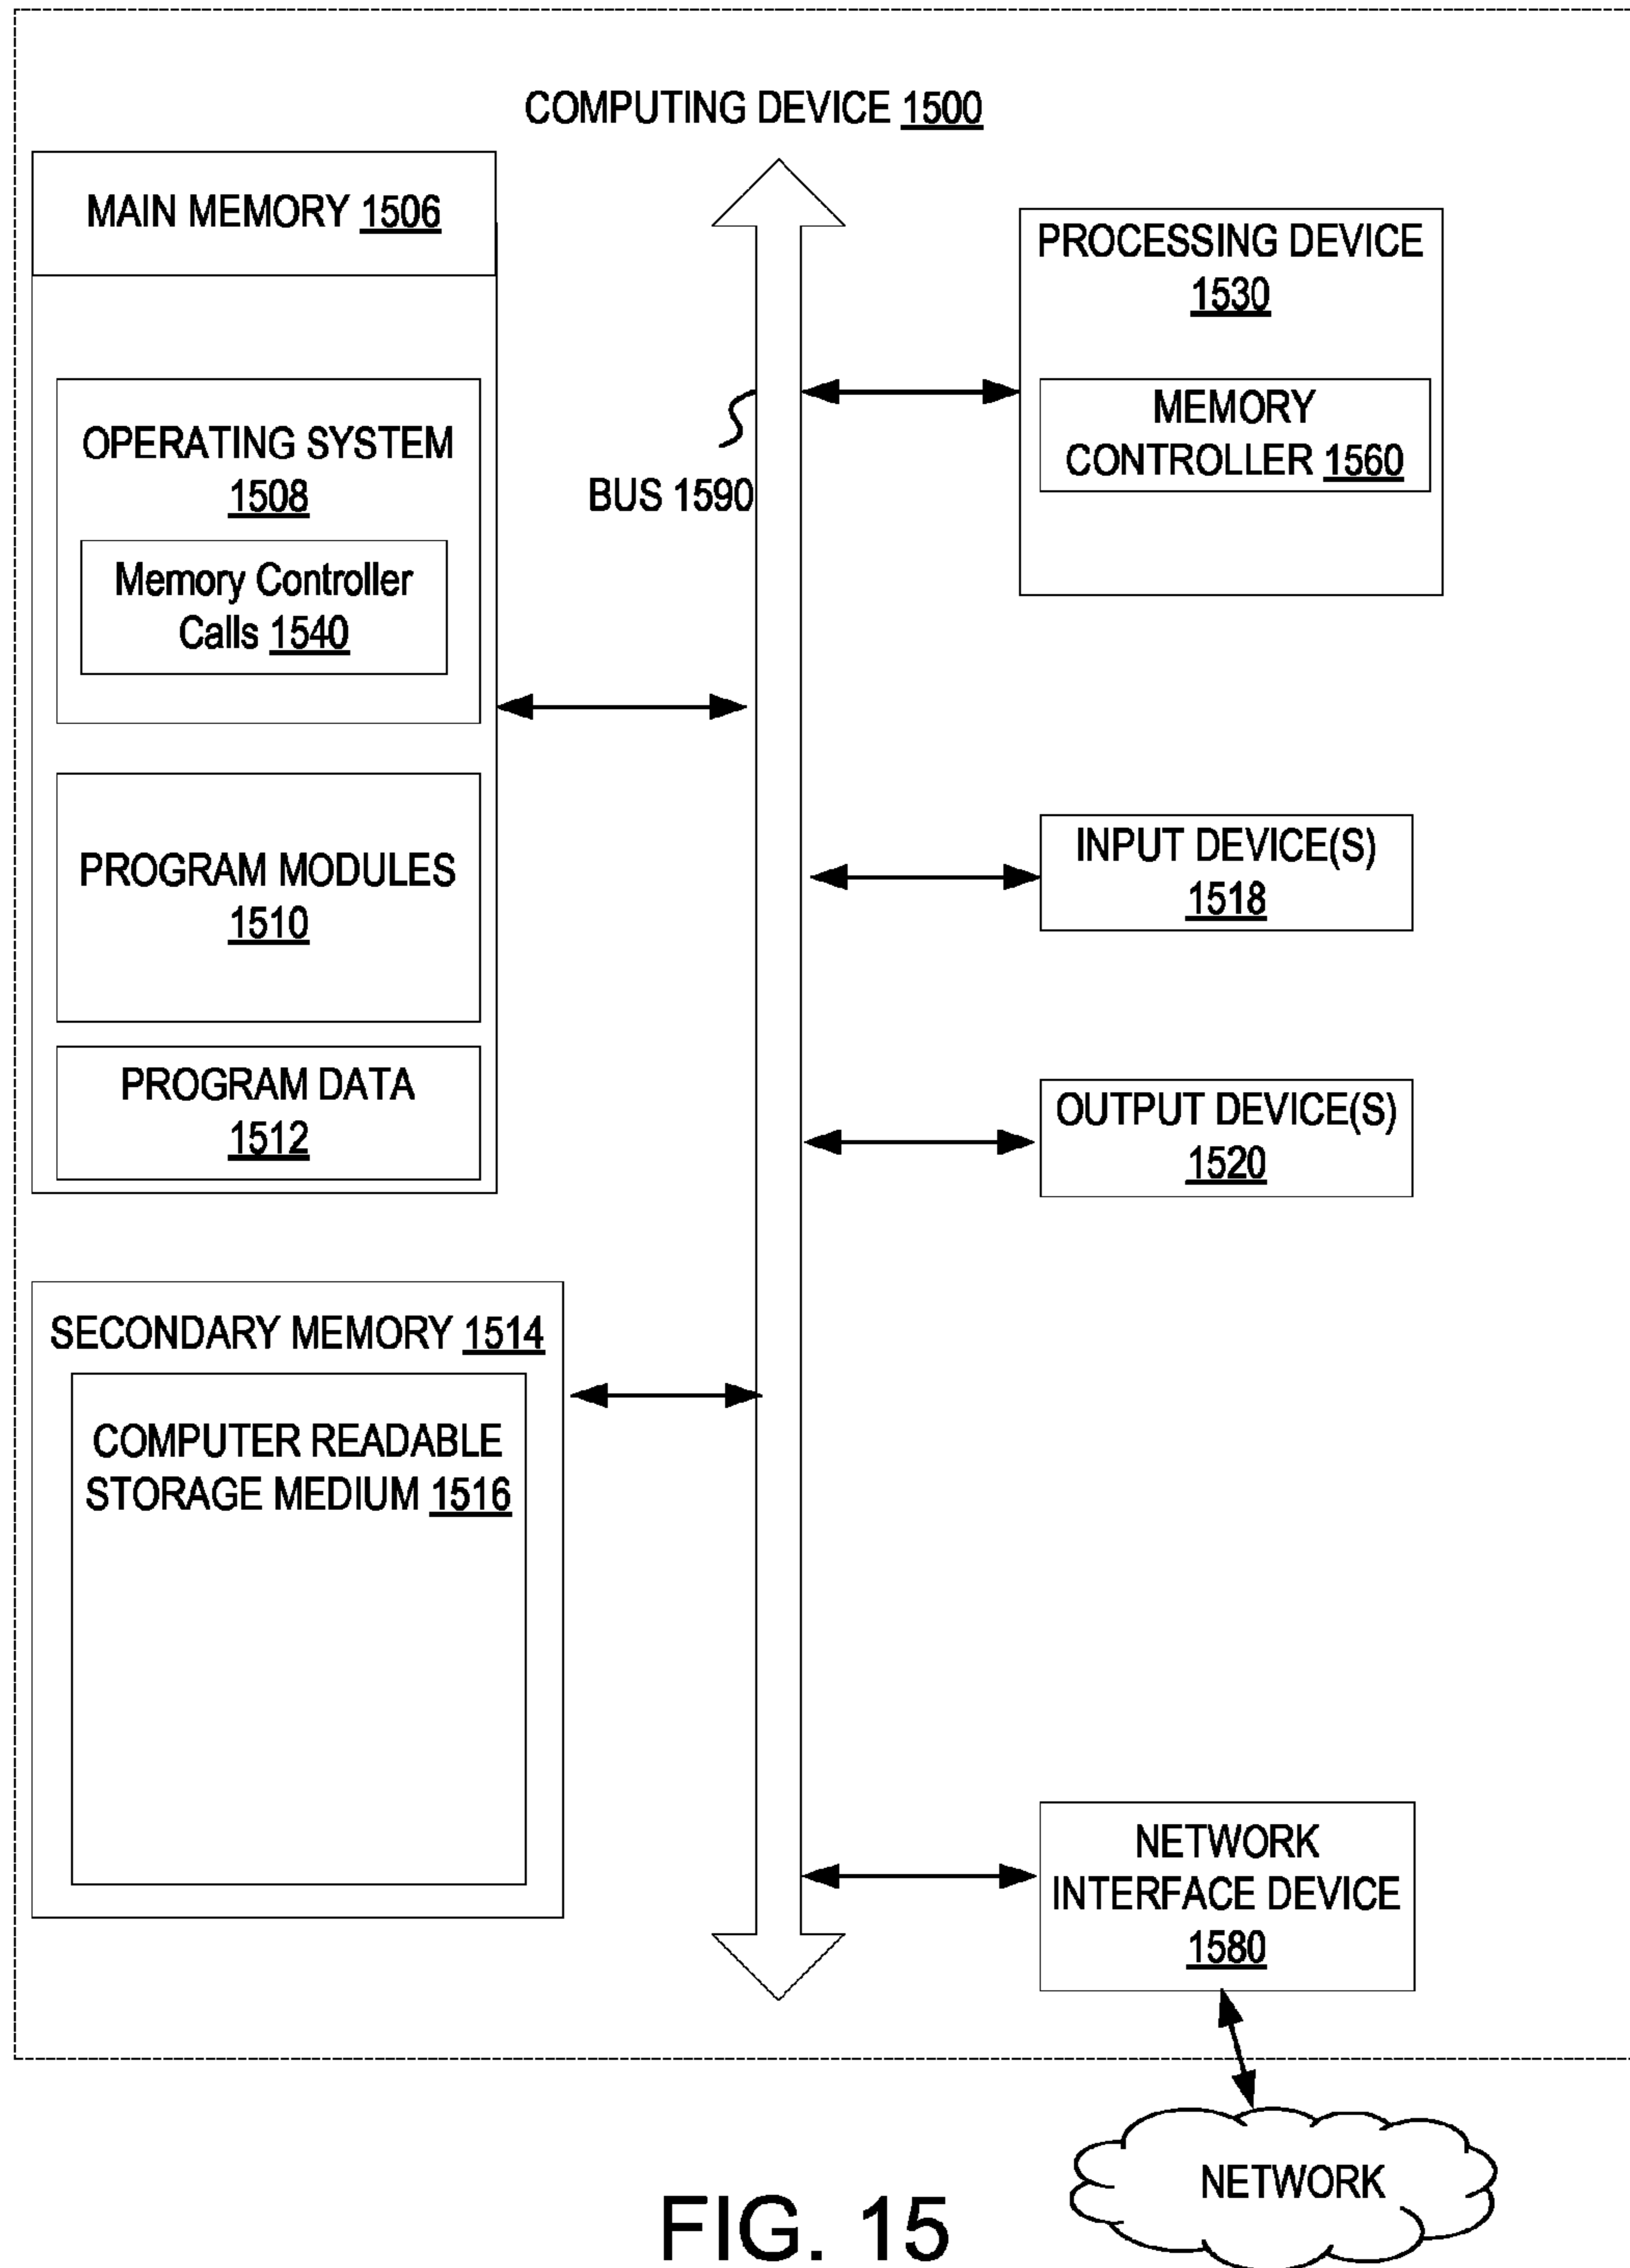 COMPUTING DEVICE 1500
MAIN MEMORY 1506
OPERATING SYSTEM
1508
Memory Controller
Calls 1540
PROGRAM MODULES
1510
PROGRAM DATA
1512
SECONDARY MEMORY 1514
COMPUTER READABLE
STORAGE MEDIUM 1516
BUS 1590
PROCESSING DEVICE
1530
MEMORY
CONTROLLER 1560
INPUT DEVICE(S)
1518
OUTPUT DEVICE(S)
1520
NETWORK
INTERFACE DEVICE
1580
NETWORK
FIG. 15